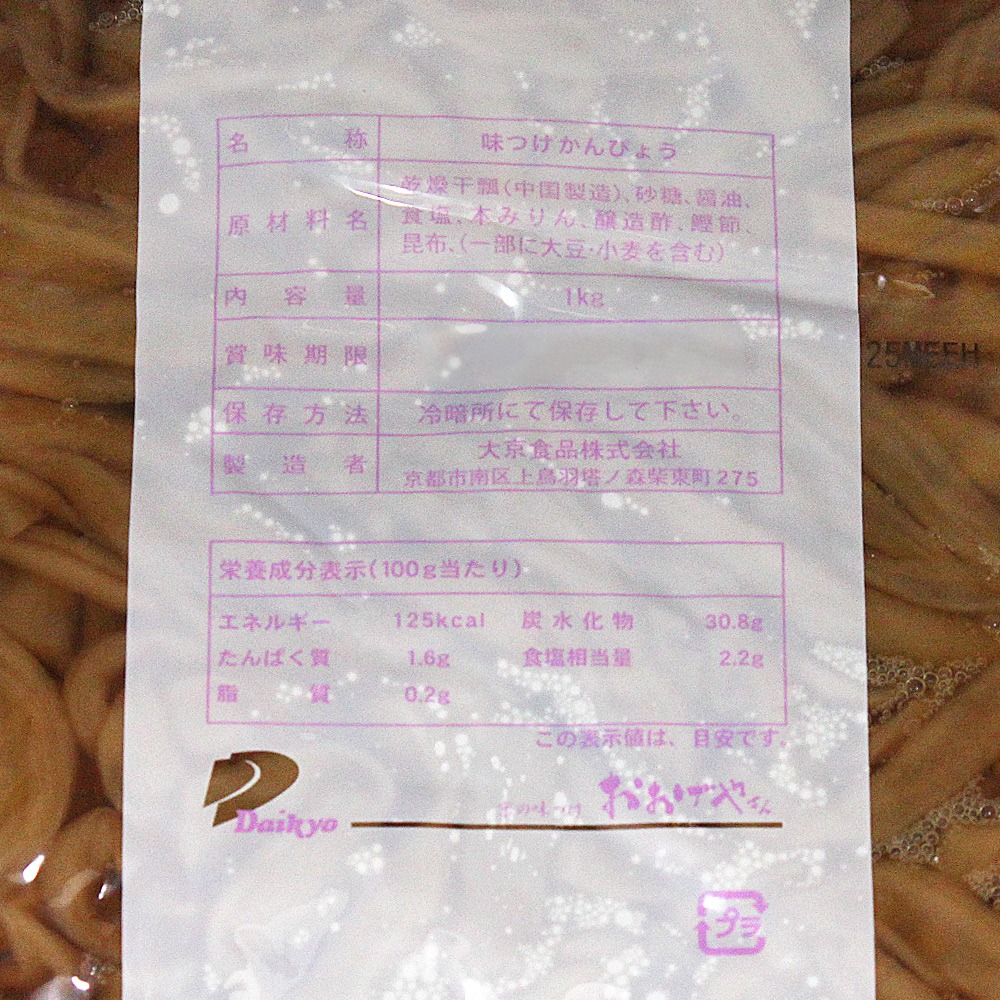 名称 味つけかんぴょう
原材料名 乾燥干瓢(中国製造)、砂糖、醤油、
食塩、本みりん、醸造酢、鰹節、
昆布、(一部に大豆・小麦を含む)
内容量 1kg
賞味期限
保存方法 冷暗所にて保存して下さい。
製造者 大京食品株式会社
京都市南区上鳥羽塔ノ森柴東町275
栄養成分表示(100g当たり)
エネルギー 125kcal 炭水化物 30.8g
たんぱく質 1.6g 食塩相当量 2.2g
脂質 0.2g
この表示値は、目安です。
Daikyo
プラ